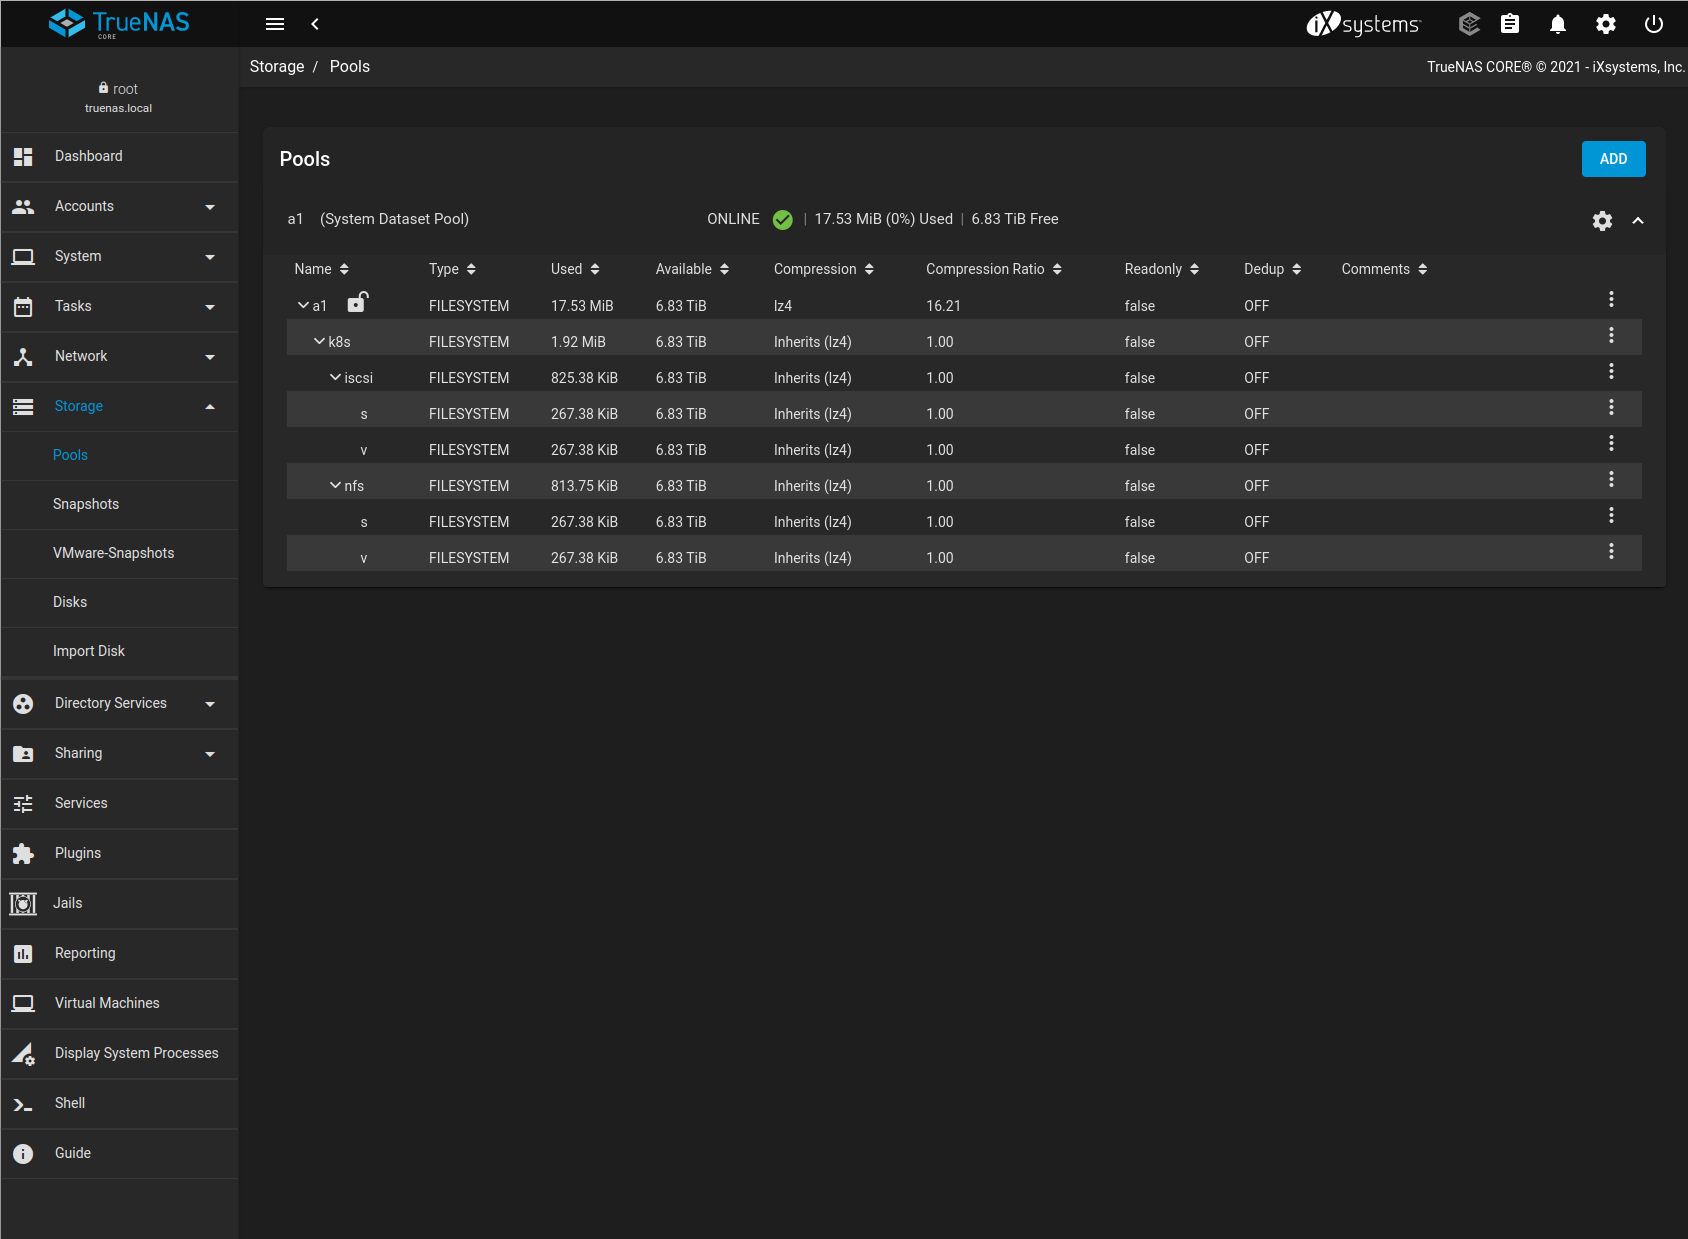 TrueNAS
CORE
iXsystems
Storage / Pools
TrueNAS CORE® © 2021 - iXsystems, Inc.
root
truenas.local
Dashboard
Accounts
System
Tasks
Network
Storage
Pools
Snapshots
VMware-Snapshots
Disks
Import Disk
Directory Services
Sharing
Services
Plugins
Jails
Reporting
Virtual Machines
Display System Processes
Shell
Guide
Pools
ADD
a1 (System Dataset Pool) ONLINE | 17.53 MiB (0%) Used | 6.83 TiB Free
Name Type Used Available Compression Compression Ratio Readonly Dedup Comments
a1 FILESYSTEM 17.53 MiB 6.83 TiB lz4 16.21 false OFF
k8s FILESYSTEM 1.92 MiB 6.83 TiB Inherits (lz4) 1.00 false OFF
iscsi FILESYSTEM 825.38 KiB 6.83 TiB Inherits (lz4) 1.00 false OFF
s FILESYSTEM 267.38 KiB 6.83 TiB Inherits (lz4) 1.00 false OFF
v FILESYSTEM 267.38 KiB 6.83 TiB Inherits (lz4) 1.00 false OFF
nfs FILESYSTEM 813.75 KiB 6.83 TiB Inherits (lz4) 1.00 false OFF
s FILESYSTEM 267.38 KiB 6.83 TiB Inherits (lz4) 1.00 false OFF
v FILESYSTEM 267.38 KiB 6.83 TiB Inherits (lz4) 1.00 false OFF